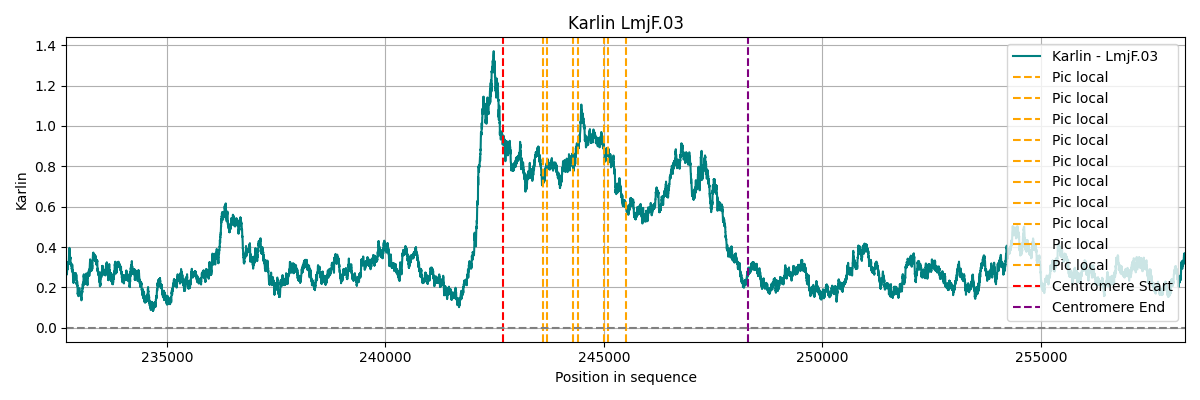 Karlin LmjF.03
1.4
1.2
1.0
0.8
0.6
0.4
0.2
0.0
Karlin
235000
240000
245000
250000
255000
Position in sequence
Karlin - LmjF.03
Pic local
Pic local
Pic local
Pic local
Pic local
Pic local
Pic local
Pic local
Pic local
Pic local
Centromere Start
Centromere End